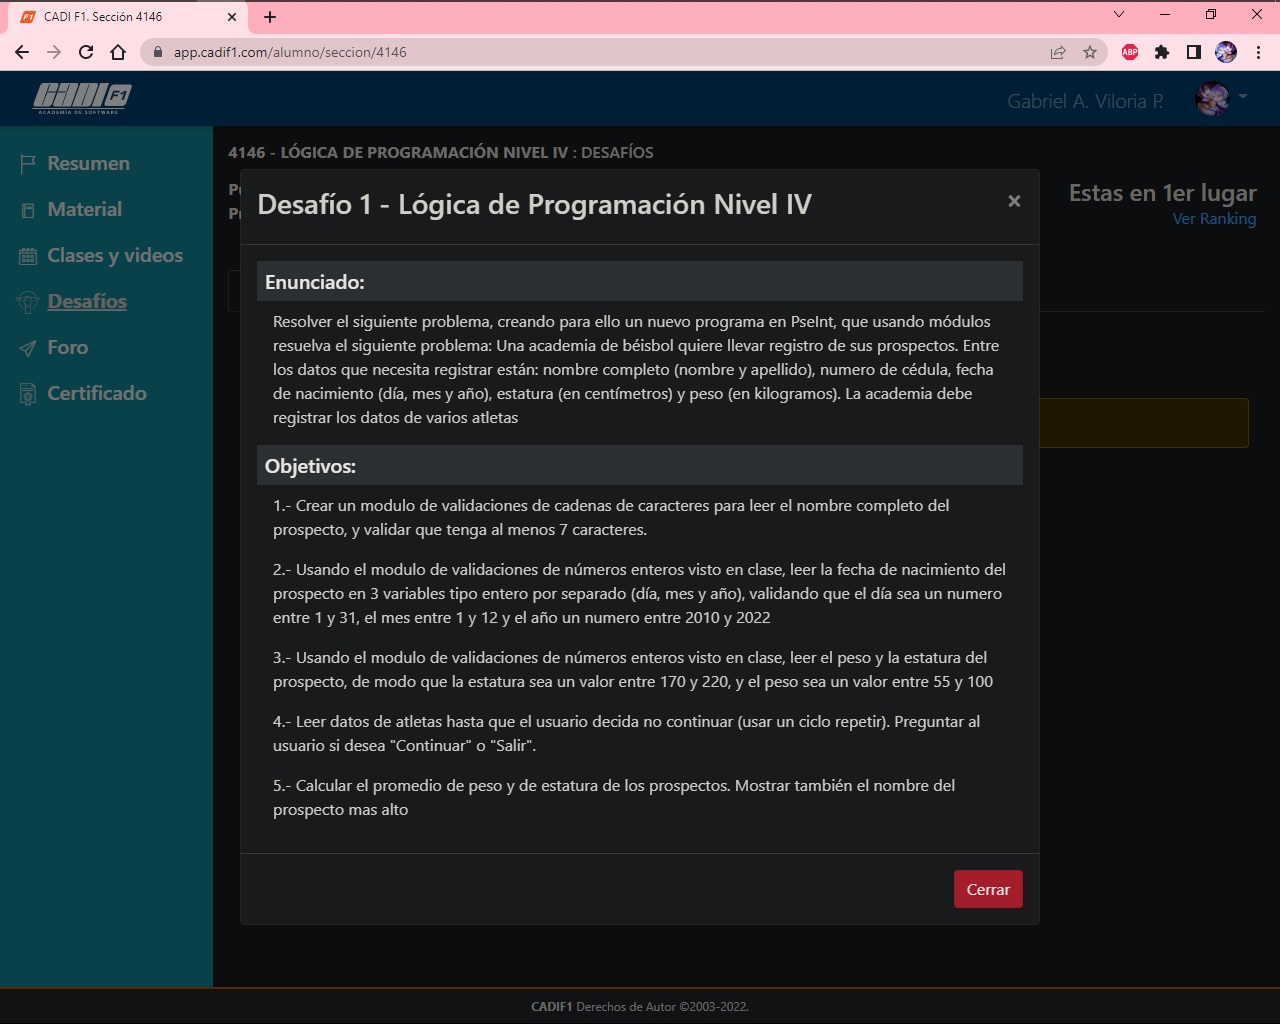 CADI F1. Sección 4146
app.cadif1.com/alumno/seccion/4146
ABP
CADI F1
ACADEMIA DE SOFTWARE
Gabriel A. Viloria P.
Resumen
Material
Clases y videos
Desafíos
Foro
Certificado
4146 - LÓGICA DE PROGRAMACIÓN NIVEL IV : DESAFÍOS
Estas en 1er lugar
Ver Ranking
Desafío 1 - Lógica de Programación Nivel IV
×
Enunciado:
Resolver el siguiente problema, creando para ello un nuevo programa en PseInt, que usando módulos
resuelva el siguiente problema: Una academia de béisbol quiere llevar registro de sus prospectos. Entre
los datos que necesita registrar están: nombre completo (nombre y apellido), numero de cédula, fecha
de nacimiento (día, mes y año), estatura (en centímetros) y peso (en kilogramos). La academia debe
registrar los datos de varios atletas
Objetivos:
1.- Crear un modulo de validaciones de cadenas de caracteres para leer el nombre completo del
prospecto, y validar que tenga al menos 7 caracteres.
2.- Usando el modulo de validaciones de números enteros visto en clase, leer la fecha de nacimiento del
prospecto en 3 variables tipo entero por separado (día, mes y año), validando que el día sea un numero
entre 1 y 31, el mes entre 1 y 12 y el año un numero entre 2010 y 2022
3.- Usando el modulo de validaciones de números enteros visto en clase, leer el peso y la estatura del
prospecto, de modo que la estatura sea un valor entre 170 y 220, y el peso sea un valor entre 55 y 100
4.- Leer datos de atletas hasta que el usuario decida no continuar (usar un ciclo repetir). Preguntar al
usuario si desea "Continuar" o "Salir".
5.- Calcular el promedio de peso y de estatura de los prospectos. Mostrar también el nombre del
prospecto mas alto
Cerrar
CADIF1 Derechos de Autor ©2003-2022.